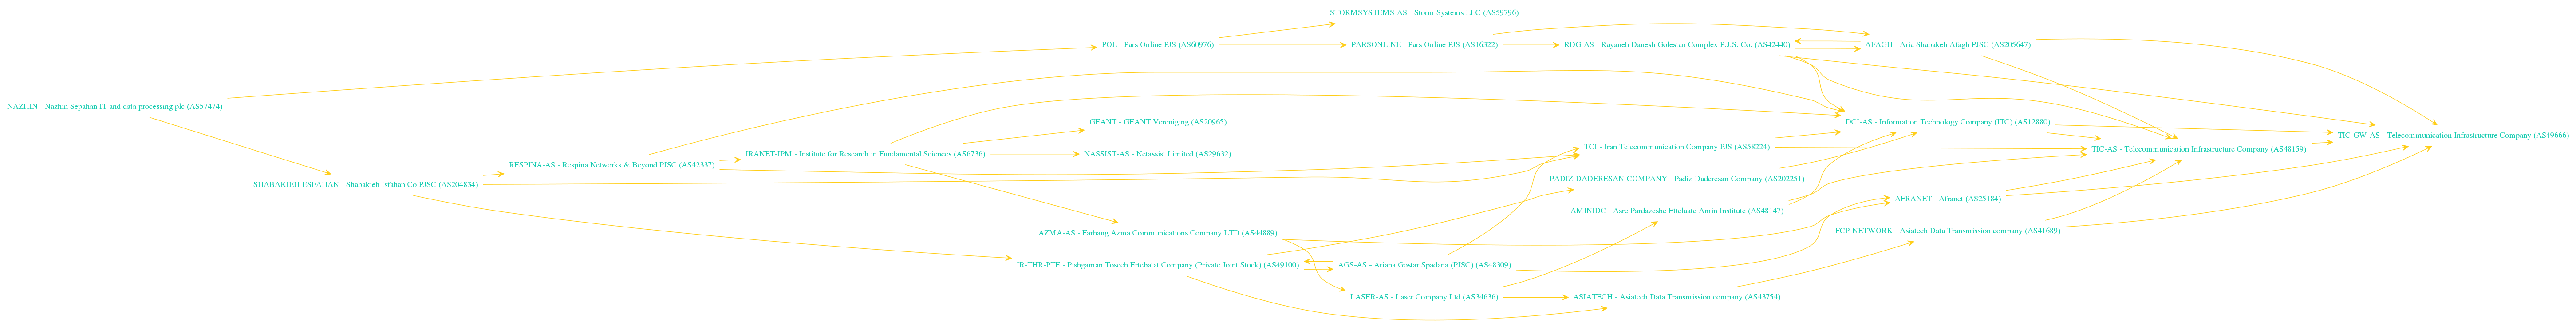 STORMSYSTEMS-AS - Storm Systems LLC (AS59796)
POL - Pars Online PJS (AS60976)
PARSONLINE - Pars Online PJS (AS16322)
RDG-AS - Rayaneh Danesh Golestan Complex P.J.S. Co. (AS42440)
AFAGH - Aria Shabakeh Afagh PJSC (AS205647)
NAZHIN - Nazhin Sepahan IT and data processing plc (AS57474)
GEANT - GEANT Vereniging (AS20965)
DCI-AS - Information Technology Company (ITC) (AS12880)
TIC-GW-AS - Telecommunication Infrastructure Company (AS49666)
TCI - Iran Telecommunication Company PJS (AS58224)
TIC-AS - Telecommunication Infrastructure Company (AS48159)
IRANET-IPM - Institute for Research in Fundamental Sciences (AS6736)
NASSIST-AS - Netassist Limited (AS29632)
RESPINA-AS - Respina Networks & Beyond PJSC (AS42337)
PADIZ-DADERESAN-COMPANY - Padiz-Daderesan-Company (AS202251)
SHABAKIEH-ESFAHAN - Shabakieh Isfahan Co PJSC (AS204834)
AFRANET - Afranet (AS25184)
AMINIDC - Asre Pardazeshe Ettelaate Amin Institute (AS48147)
FCP-NETWORK - Asiatech Data Transmission company (AS41689)
AZMA-AS - Farhang Azma Communications Company LTD (AS44889)
IR-THR-PTE - Pishgaman Toseeh Ertebatat Company (Private Joint Stock) (AS49100)
AGS-AS - Ariana Gostar Spadana (PJSC) (AS48309)
LASER-AS - Laser Company Ltd (AS34636)
ASIATECH - Asiatech Data Transmission company (AS43754)